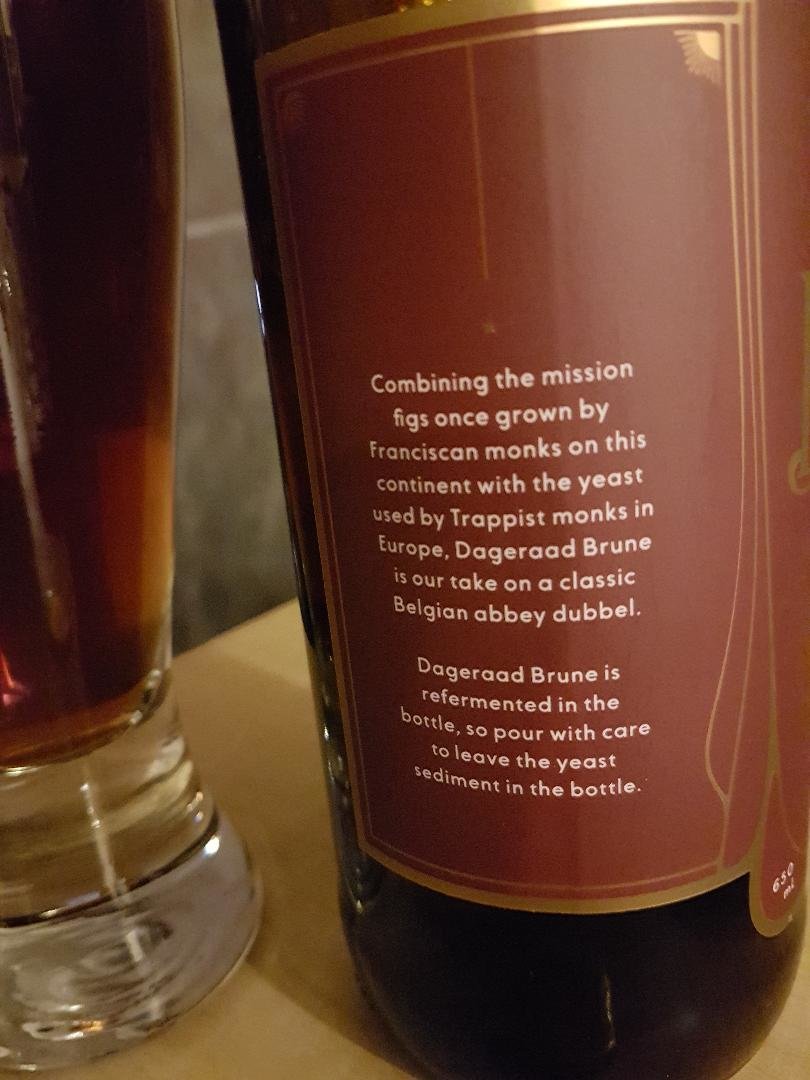 Combining the mission
figs once grown by
Franciscan monks on this
continent with the yeast
used by Trappist monks in
Europe, Dageraad Brune
is our take on a classic
Belgian abbey dubbel.
Dageraad Brune is
refermented in the
bottle, so pour with care
to leave the yeast
sediment in the bottle.
650
mL